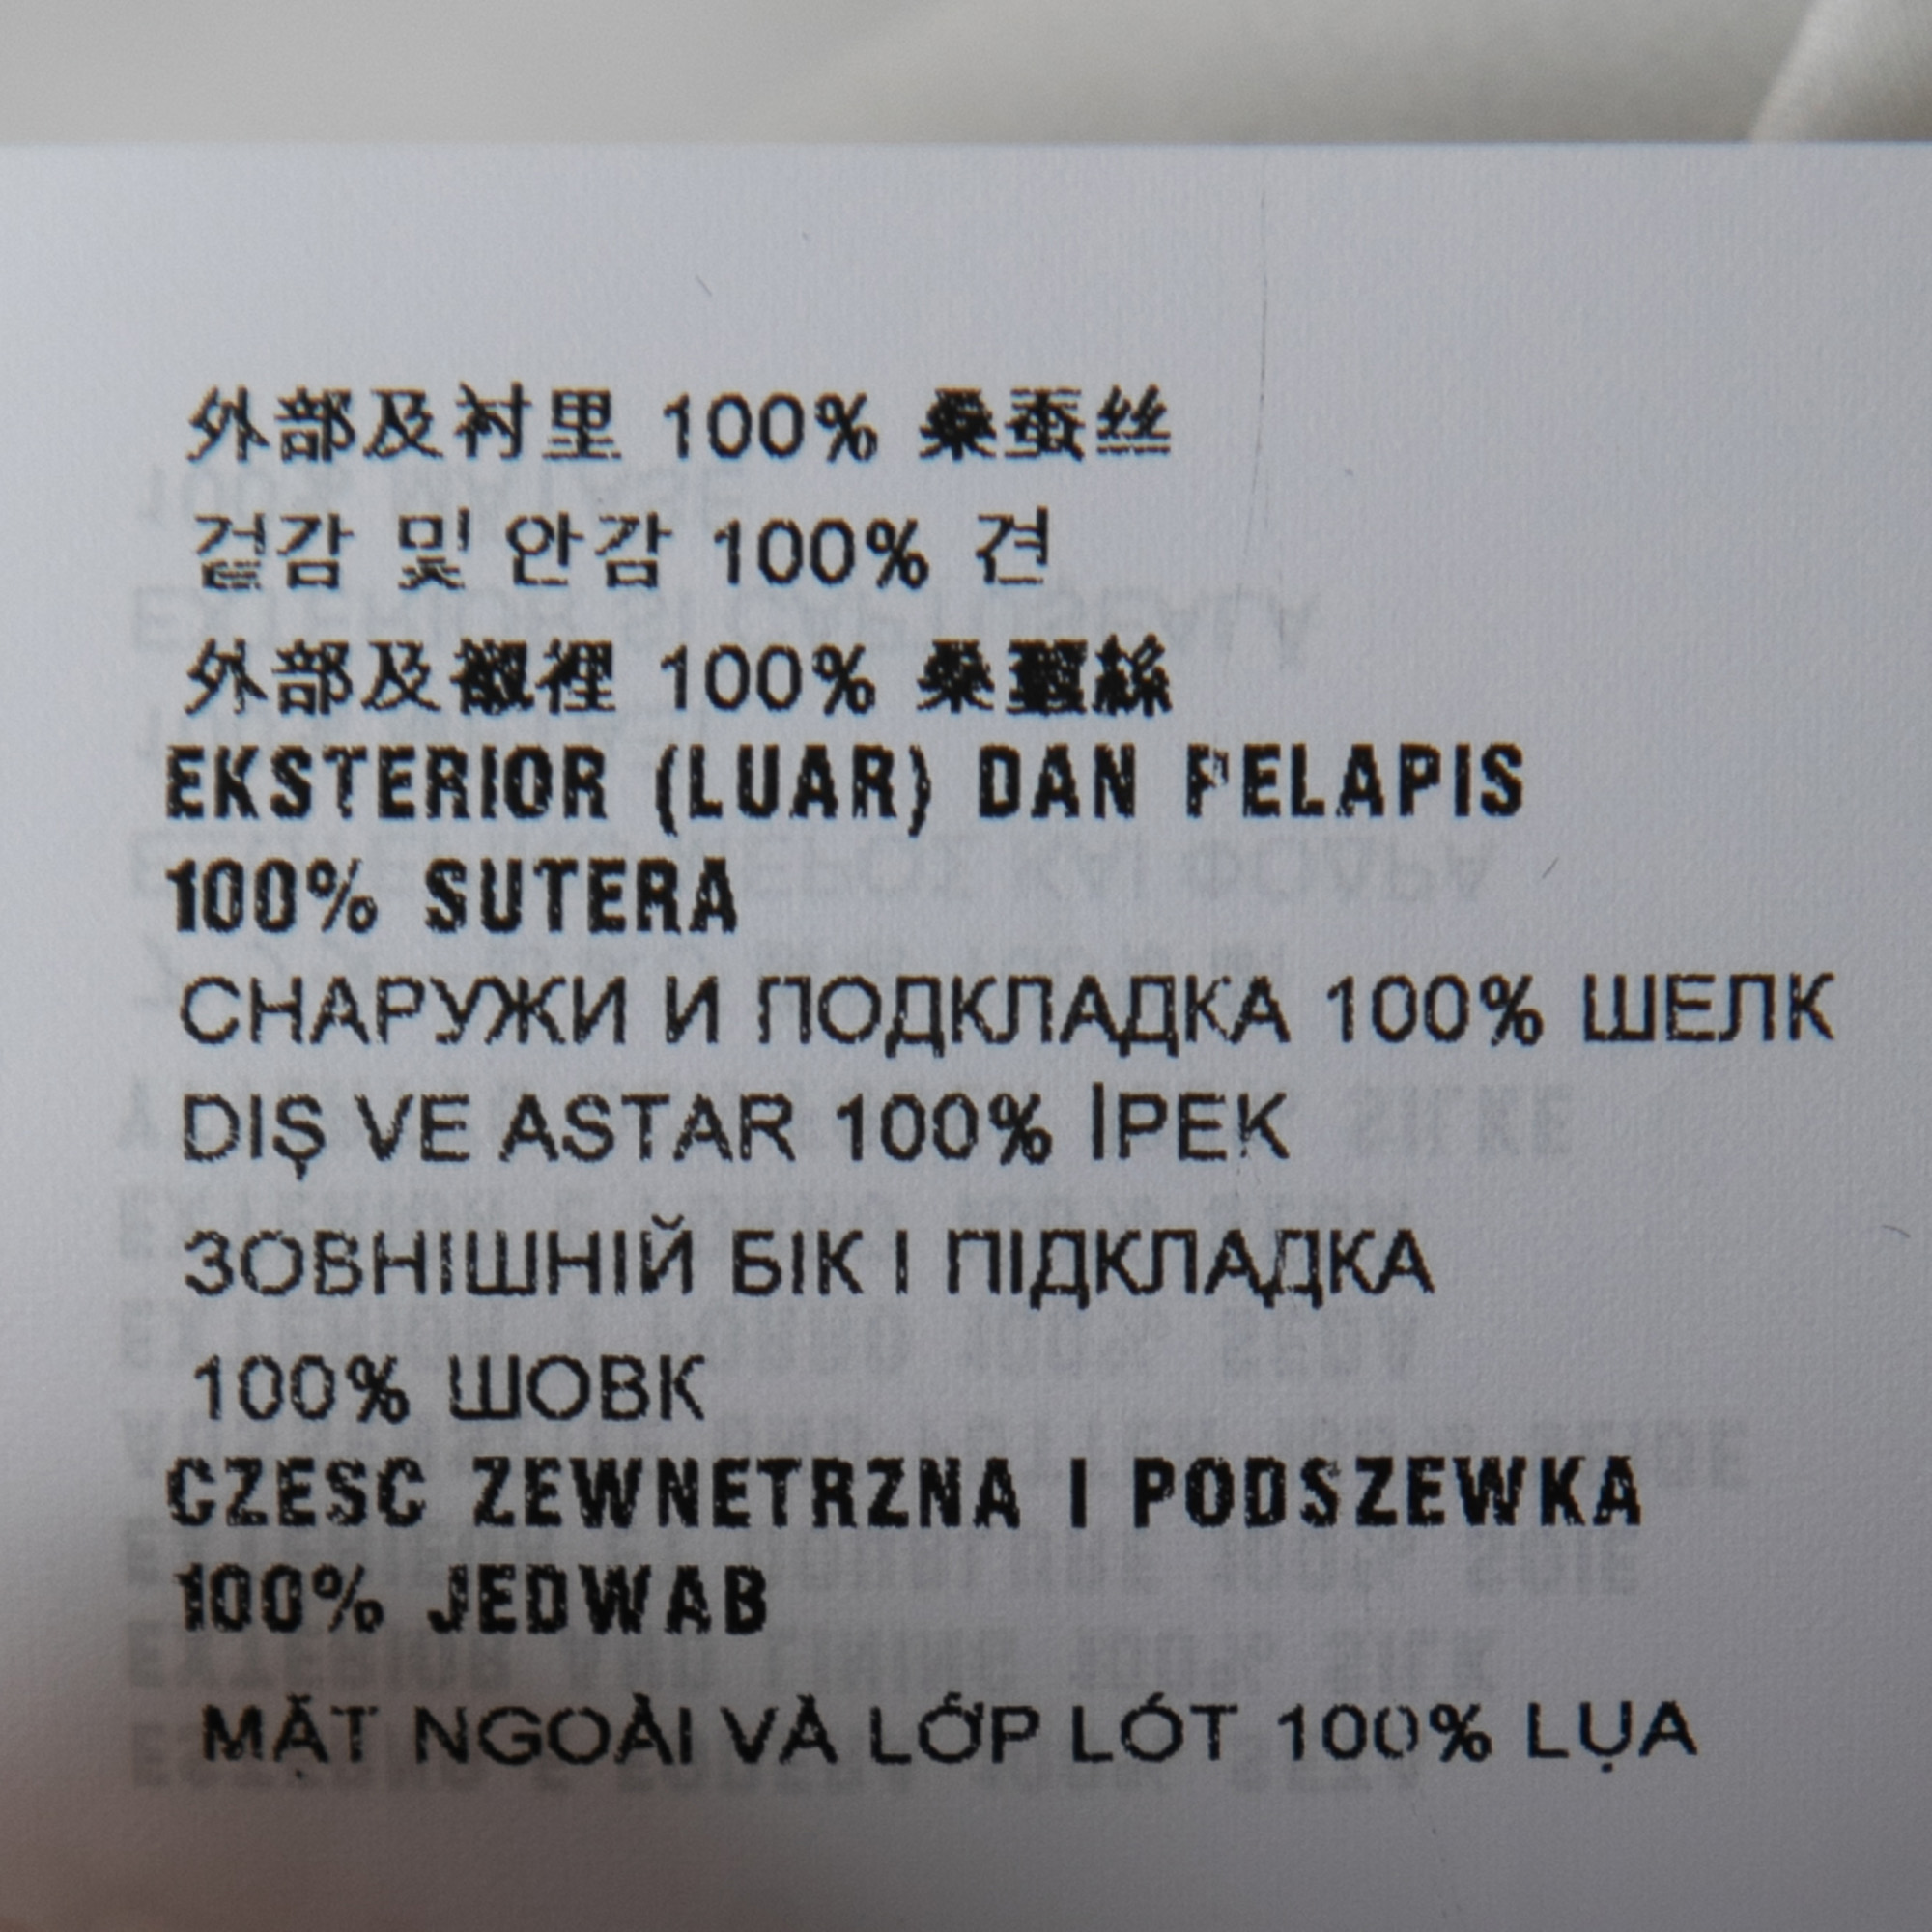 外部及衬里 100% 桑蚕丝
겉감 및 안감 100% 견
外部及襯裡 100% 桑蠶絲
EKSTERIOR (LUAR) DAN PELAPIS
100% SUTERA
СНАРУЖИ И ПОДКЛАДКА 100% ШЕЛК
DIŞ VE ASTAR 100% İPEK
ЗОВНІШНІЙ БІК І ПІДКЛАДКА
100% ШОВК
CZESC ZEWNETRZNA I PODSZEWKA
100% JEDWAB
MẶT NGOÀI VÀ LỚP LÓT 100% LỤA